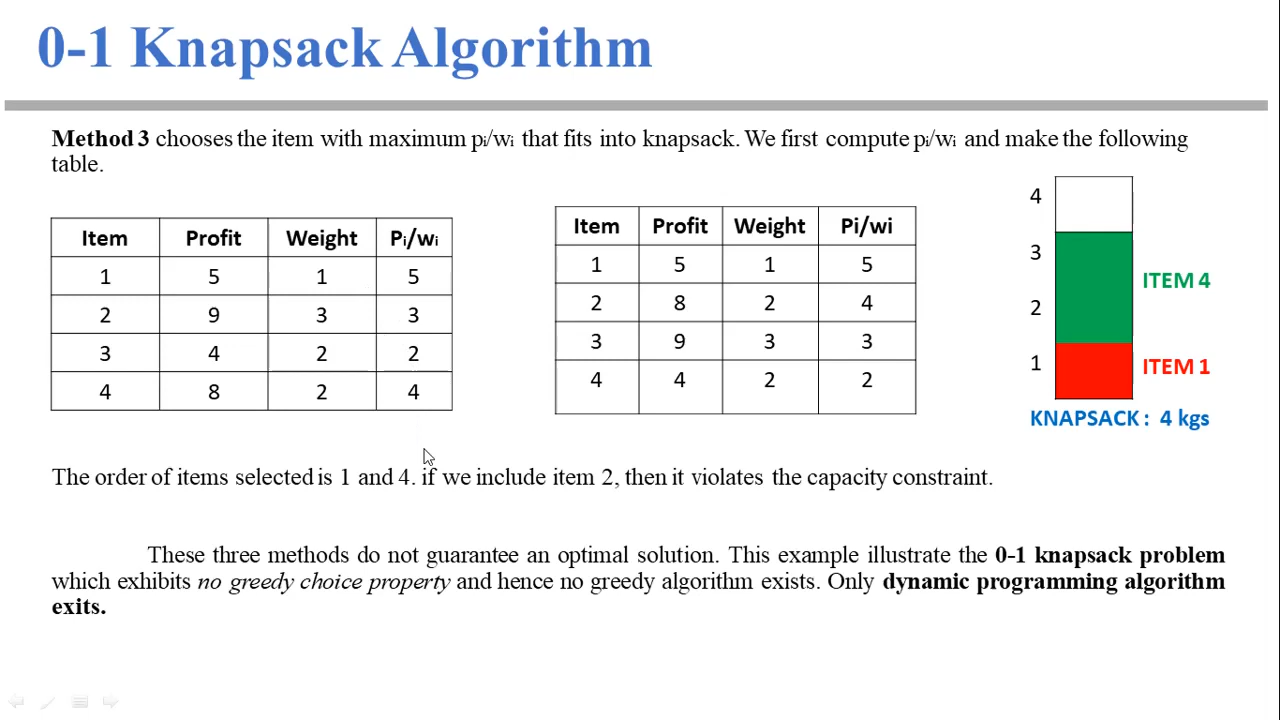 0-1 Knapsack Algorithm
Method 3 chooses the item with maximum pi/wi that fits into knapsack. We first compute pi/wi and make the following
table.
Item Profit Weight Pi/wi
1 5 1 5
2 9 3 3
3 4 2 2
4 8 2 4
Item Profit Weight Pi/wi
1 5 1 5
2 8 2 4
3 9 3 3
4 4 2 2
4
3
ITEM 4
2
1
ITEM 1
KNAPSACK : 4 kgs
The order of items selected is 1 and 4. if we include item 2, then it violates the capacity constraint.
These three methods do not guarantee an optimal solution. This example illustrate the 0-1 knapsack problem
which exhibits no greedy choice property and hence no greedy algorithm exists. Only dynamic programming algorithm
exits.